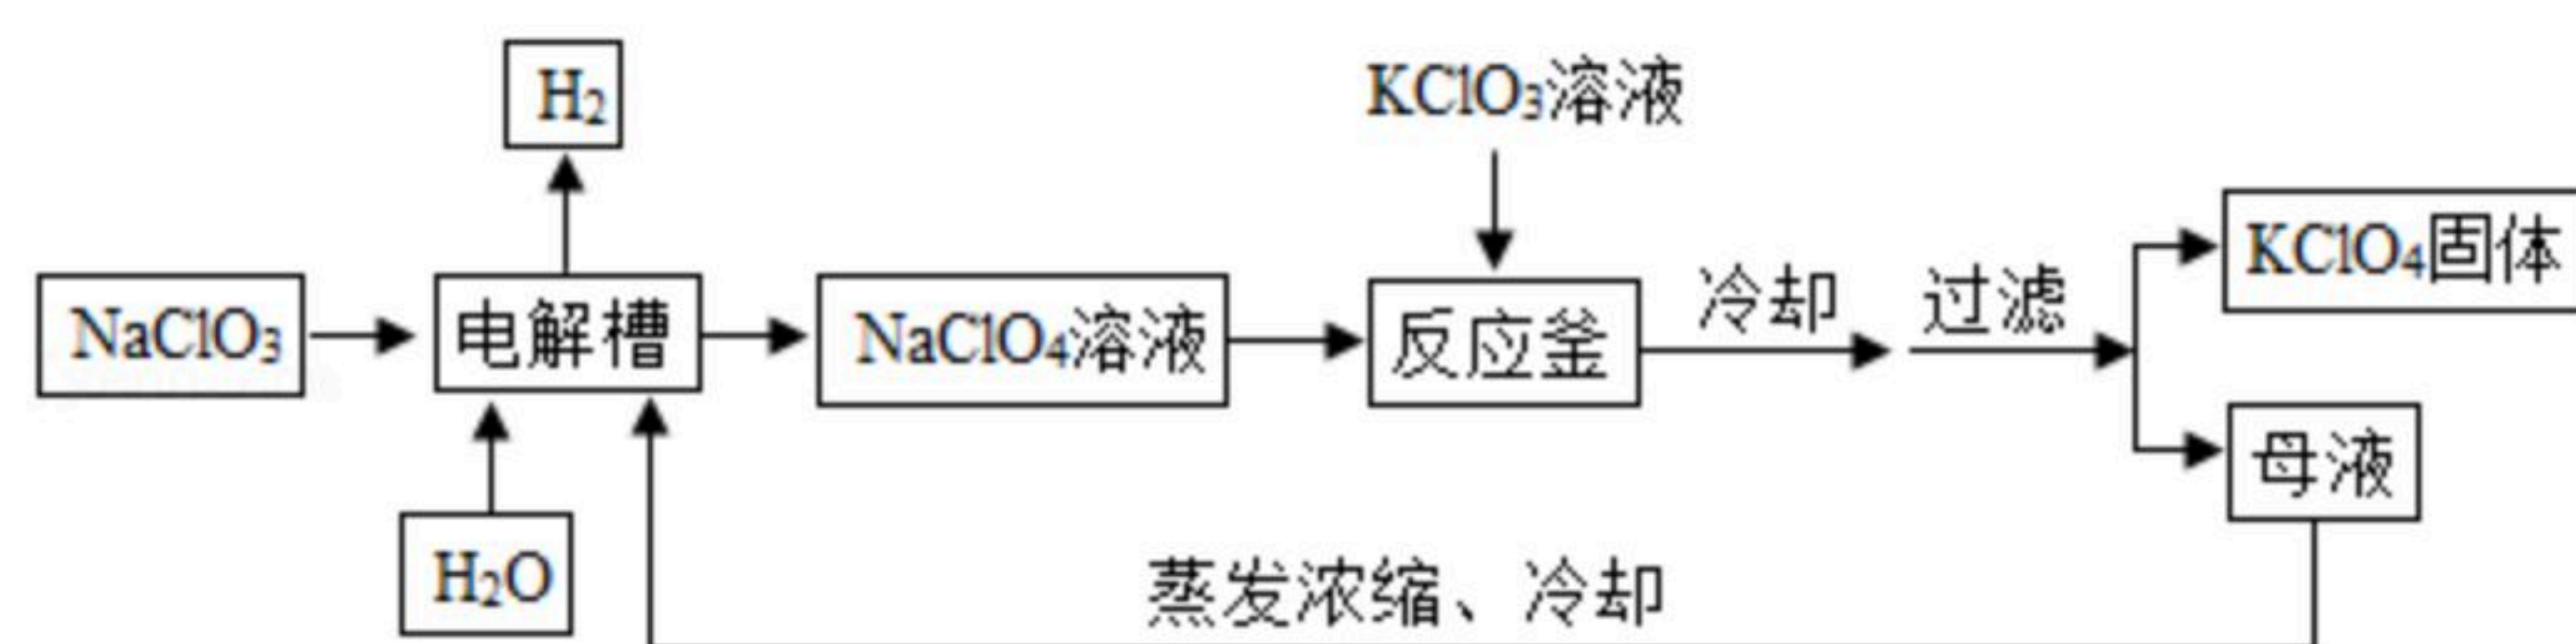 H₂
KClO₃溶液
NaClO₃
电解槽
NaClO₄溶液
反应釜
冷却
过滤
KClO₄固体
母液
H₂O
蒸发浓缩、冷却